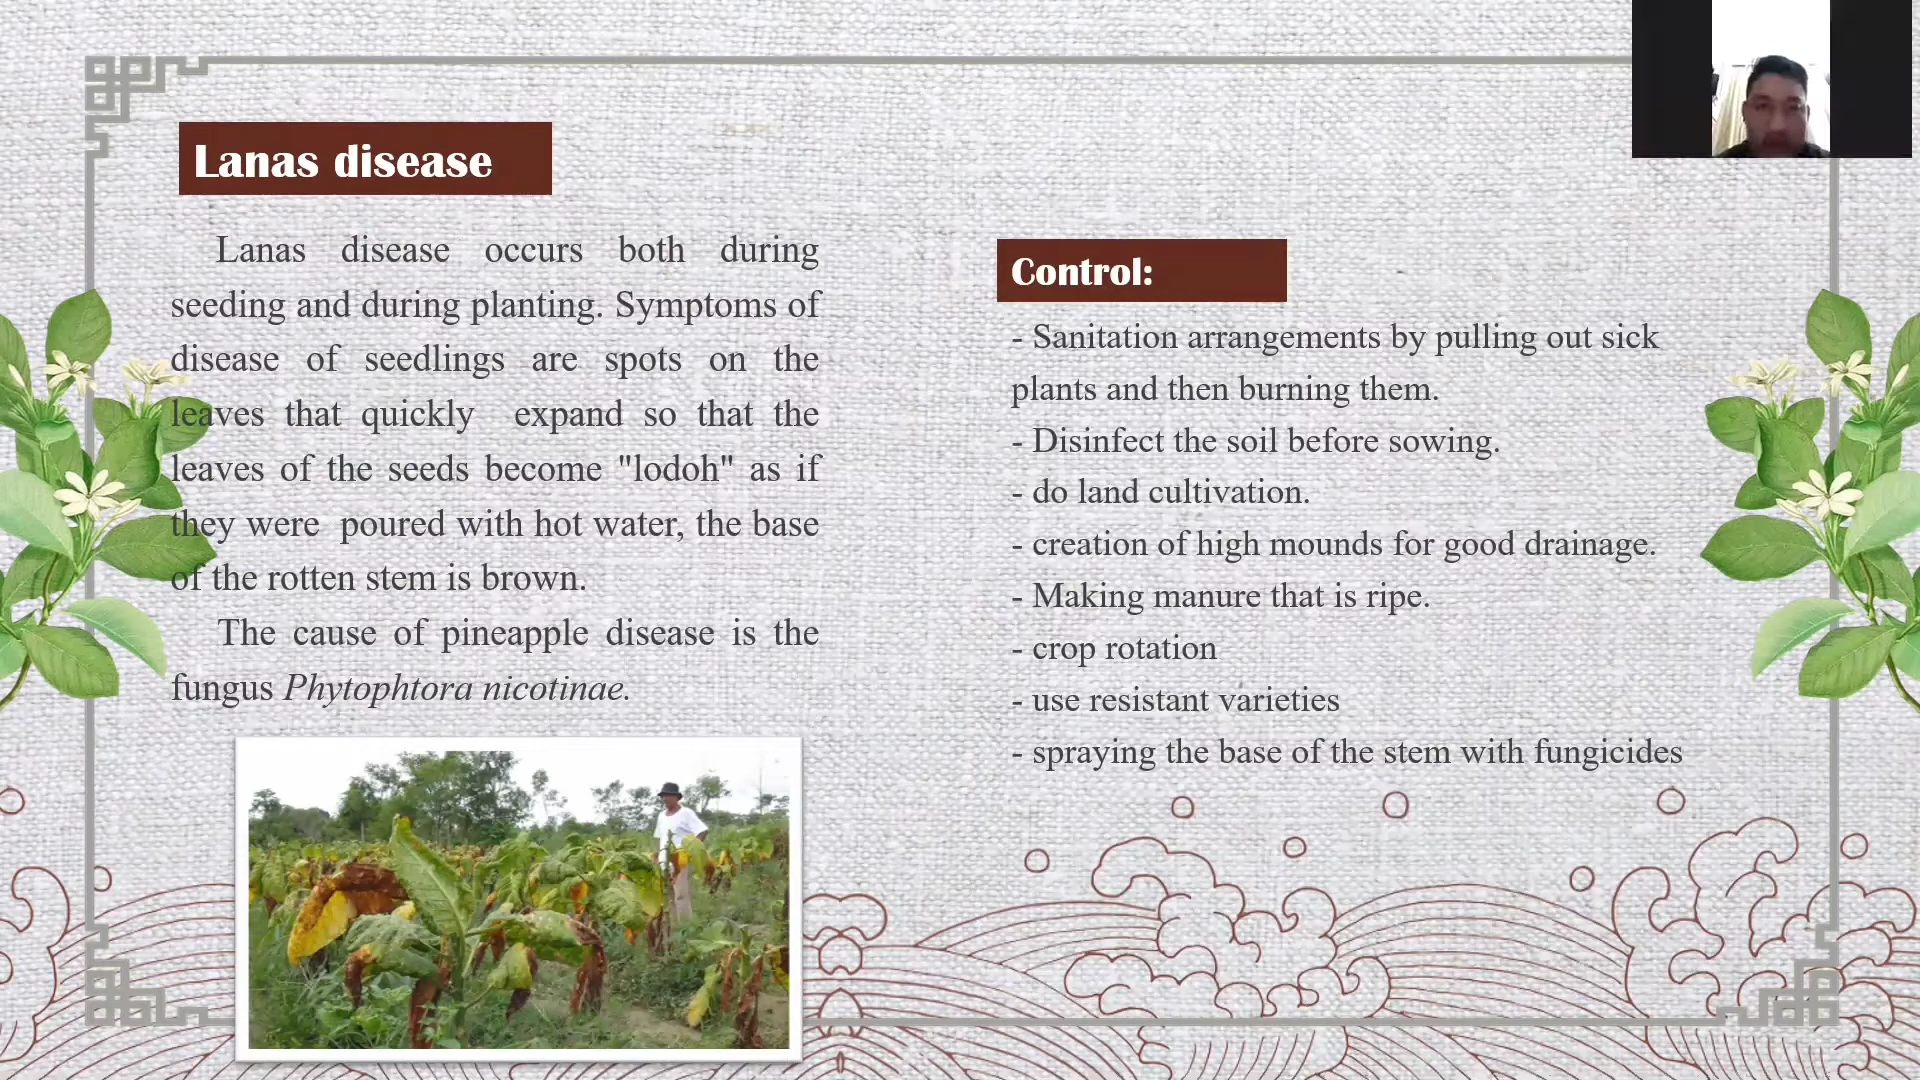 Lanas disease
Lanas disease occurs both during
seeding and during planting. Symptoms of
disease of seedlings are spots on the
leaves that quickly expand so that the
leaves of the seeds become "lodoh" as if
they were poured with hot water, the base
of the rotten stem is brown.
The cause of pineapple disease is the
fungus Phytophtora nicotinae.
Control:
- Sanitation arrangements by pulling out sick
plants and then burning them.
- Disinfect the soil before sowing.
- do land cultivation.
- creation of high mounds for good drainage.
- Making manure that is ripe.
- crop rotation
- use resistant varieties
- spraying the base of the stem with fungicides